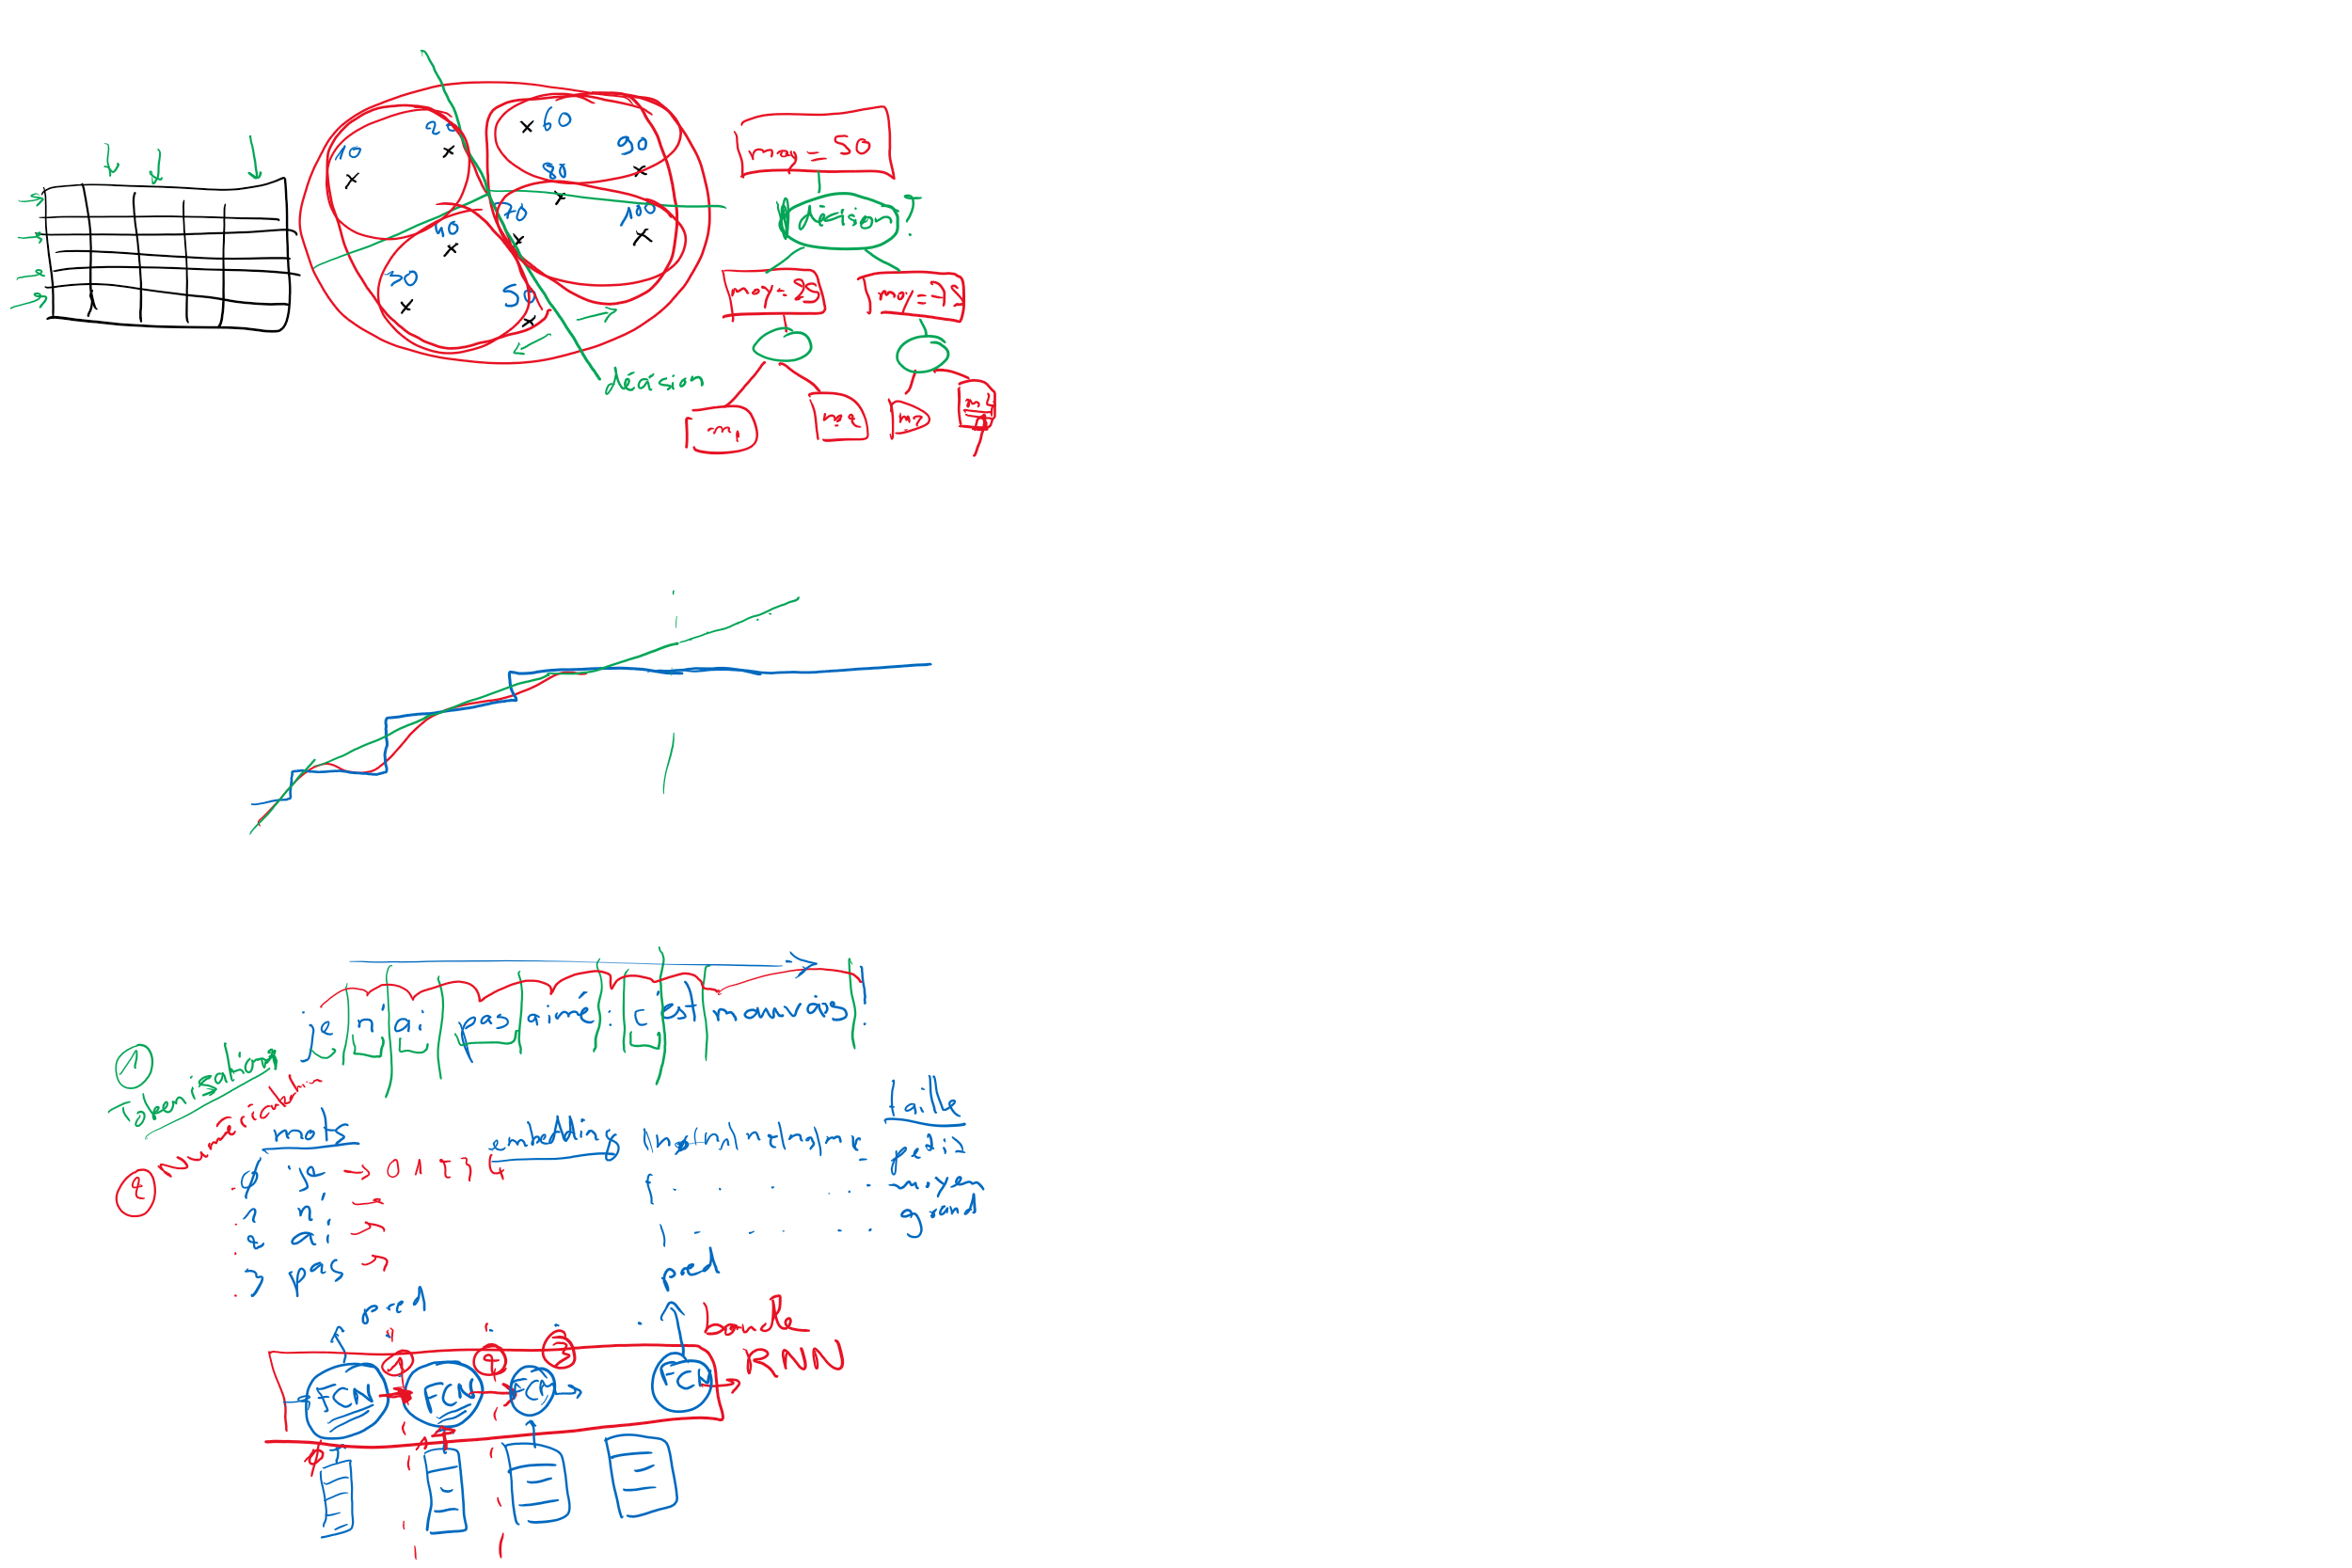 20
60
10
90
80
70
100
40
30
50
décision
moy = 50
décision ?
moy = 25
moy = 75
m1
m2
m3
m4
je n'ai pas aimé : c'est mauvais !
1
Tokenisation
2 Numérisation
mots
embedding
taille
petit
moyen
grand
0 je → 0 1 2 3 4
1 n'
2 ai
3 pas
pred
pred
boucle
RNN
1
2
3
FCN
FCN
FCN
FCN